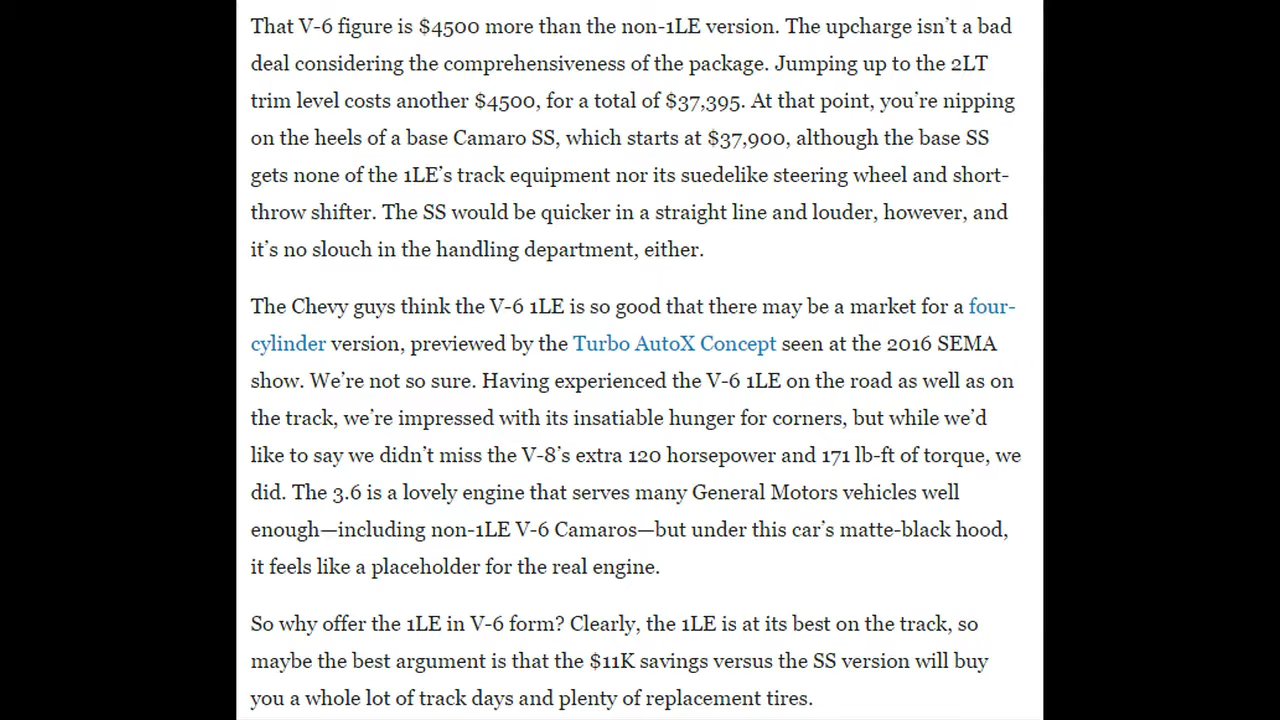 That V-6 figure is $4500 more than the non-1LE version. The upcharge isn’t a bad
deal considering the comprehensiveness of the package. Jumping up to the 2LT
trim level costs another $4500, for a total of $37,395. At that point, you’re nipping
on the heels of a base Camaro SS, which starts at $37,900, although the base SS
gets none of the 1LE’s track equipment nor its suedelike steering wheel and short-
throw shifter. The SS would be quicker in a straight line and louder, however, and
it’s no slouch in the handling department, either.
The Chevy guys think the V-6 1LE is so good that there may be a market for a four-
cylinder version, previewed by the Turbo AutoX Concept seen at the 2016 SEMA
show. We’re not so sure. Having experienced the V-6 1LE on the road as well as on
the track, we’re impressed with its insatiable hunger for corners, but while we’d
like to say we didn’t miss the V-8’s extra 120 horsepower and 171 lb-ft of torque, we
did. The 3.6 is a lovely engine that serves many General Motors vehicles well
enough—including non-1LE V-6 Camaros—but under this car’s matte-black hood,
it feels like a placeholder for the real engine.
So why offer the 1LE in V-6 form? Clearly, the 1LE is at its best on the track, so
maybe the best argument is that the $11K savings versus the SS version will buy
you a whole lot of track days and plenty of replacement tires.